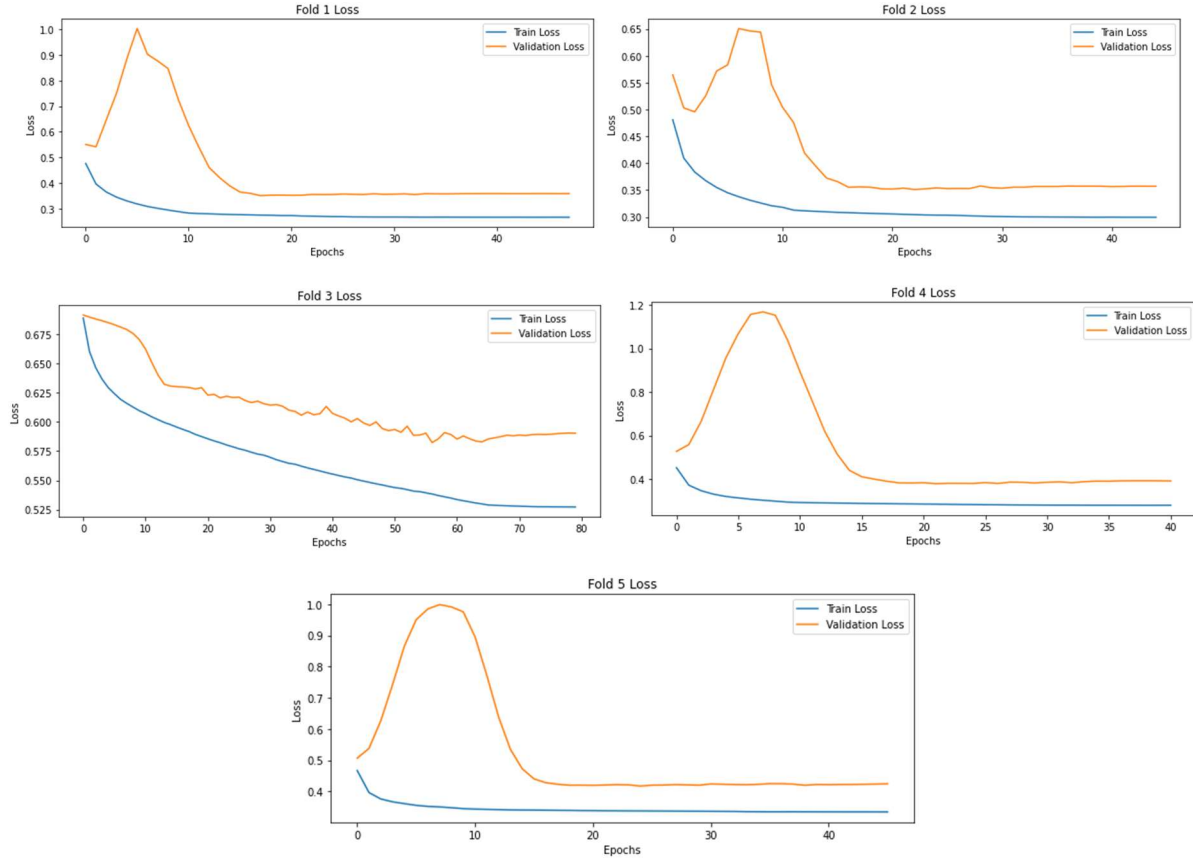 Fold 1 Loss
1.0
0.9
0.8
0.7
0.6
0.5
0.4
0.3
Loss
Train Loss
Validation Loss
0
10
20
30
40
Epochs
Fold 2 Loss
0.65
0.60
0.55
0.50
0.45
0.40
0.35
0.30
Loss
Train Loss
Validation Loss
0
10
20
30
40
Epochs
Fold 3 Loss
0.675
0.650
0.625
0.600
0.575
0.550
0.525
Loss
Train Loss
Validation Loss
0
10
20
30
40
50
60
70
80
Epochs
Fold 4 Loss
1.2
1.0
0.8
0.6
0.4
Loss
Train Loss
Validation Loss
0
5
10
15
20
25
30
35
40
Epochs
Fold 5 Loss
1.0
0.9
0.8
0.7
0.6
0.5
0.4
Loss
Train Loss
Validation Loss
0
10
20
30
40
Epochs